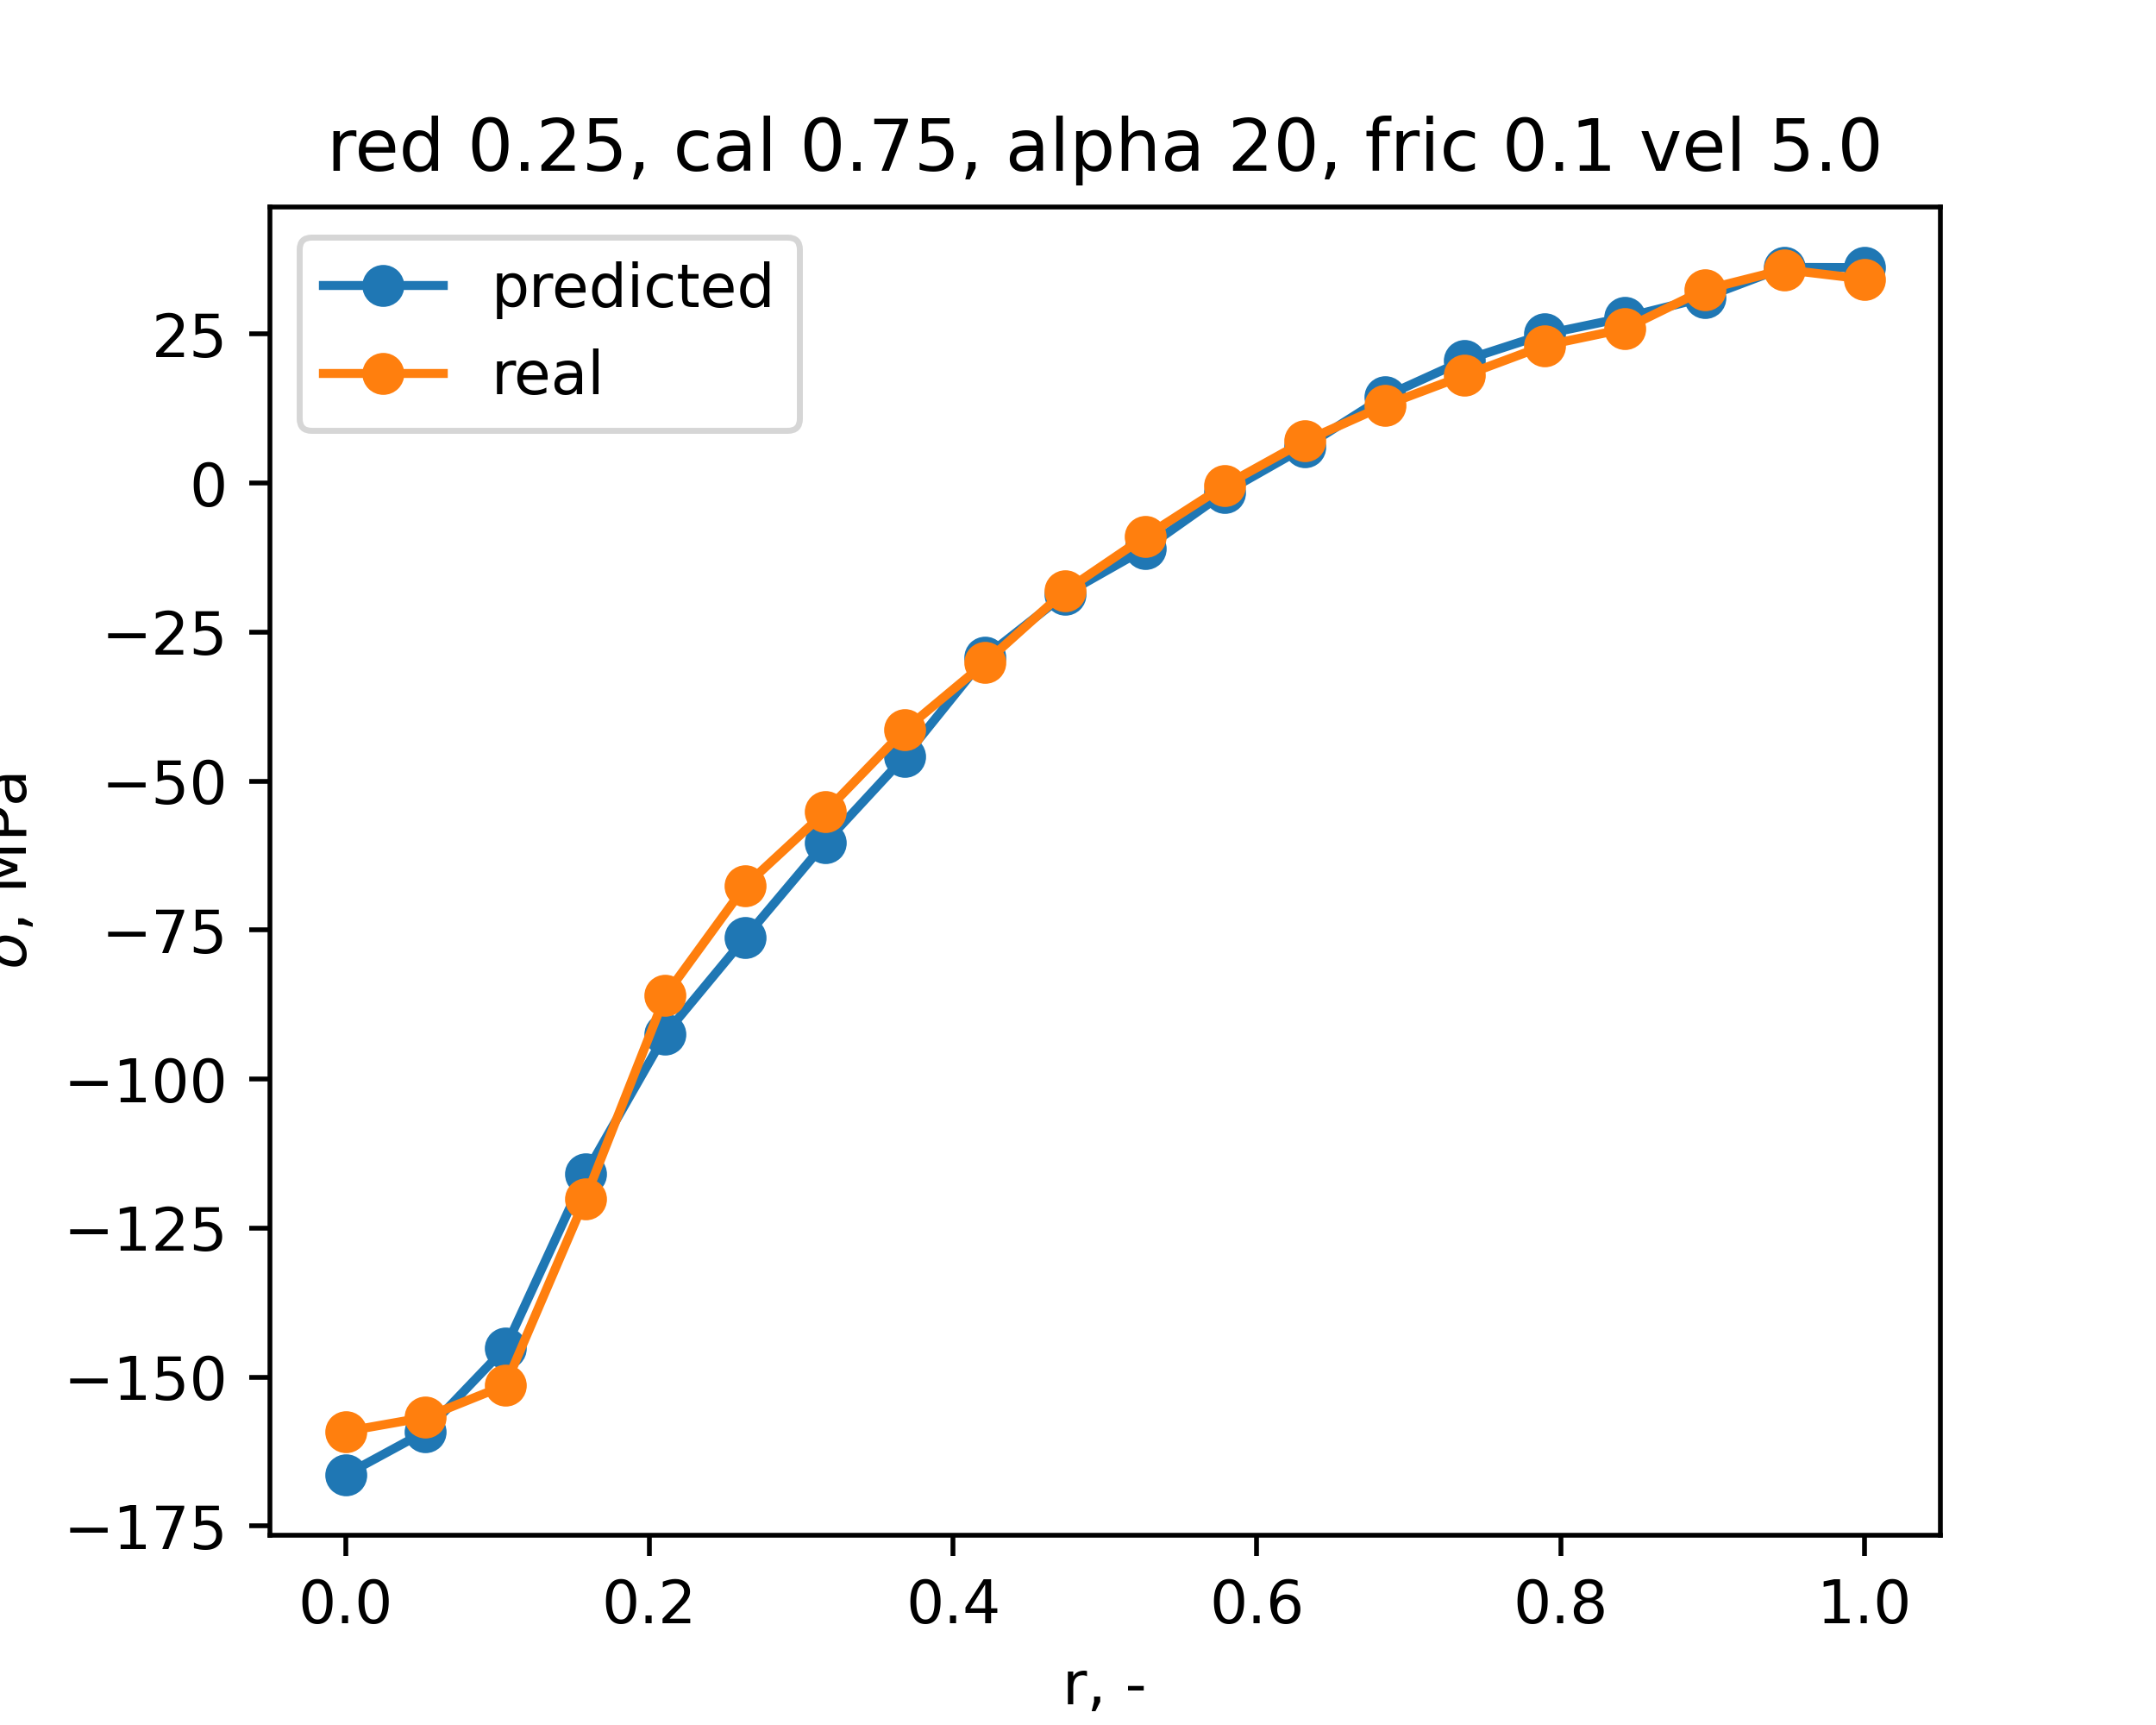 red 0.25, cal 0.75, alpha 20, fric 0.1 vel 5.0
predicted
real
25
0
−25
−50
−75
−100
−125
−150
−175
σ, MPa
0.0 0.2 0.4 0.6 0.8 1.0
r, -